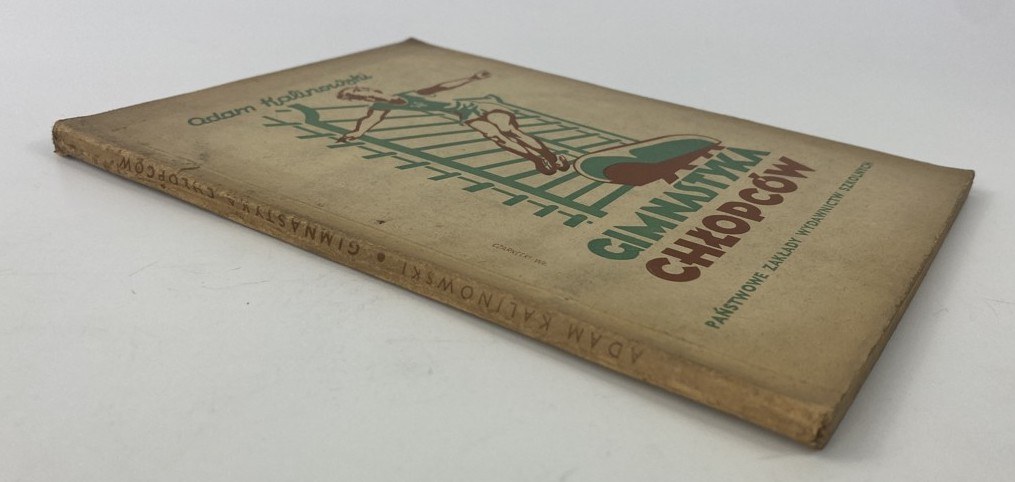 Adam Kalinowski
GIMNASTYKA
CHŁOPCÓW
PAŃSTWOWE ZAKŁADY WYDAWNICTW SZKOLNYCH
ADAM KALINOWSKI • GIMNASTYKA CHŁOPCÓW